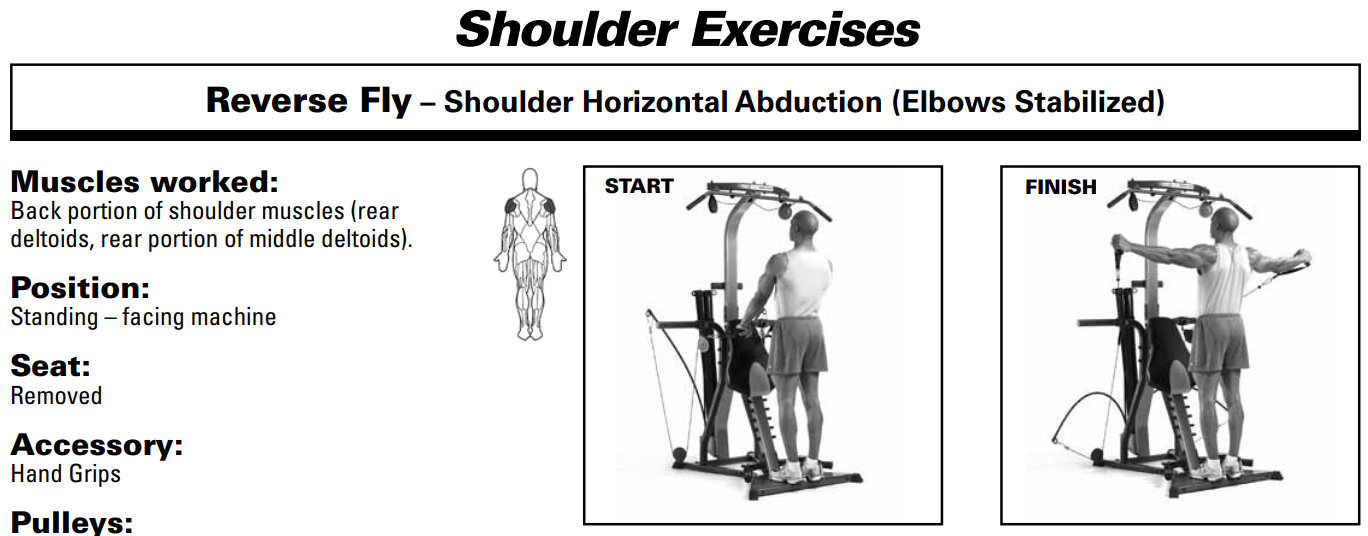 Shoulder Exercises
Reverse Fly – Shoulder Horizontal Abduction (Elbows Stabilized)
Muscles worked:
Back portion of shoulder muscles (rear
deltoids, rear portion of middle deltoids).
Position:
Standing – facing machine
Seat:
Removed
Accessory:
Hand Grips
Pulleys:
START
FINISH